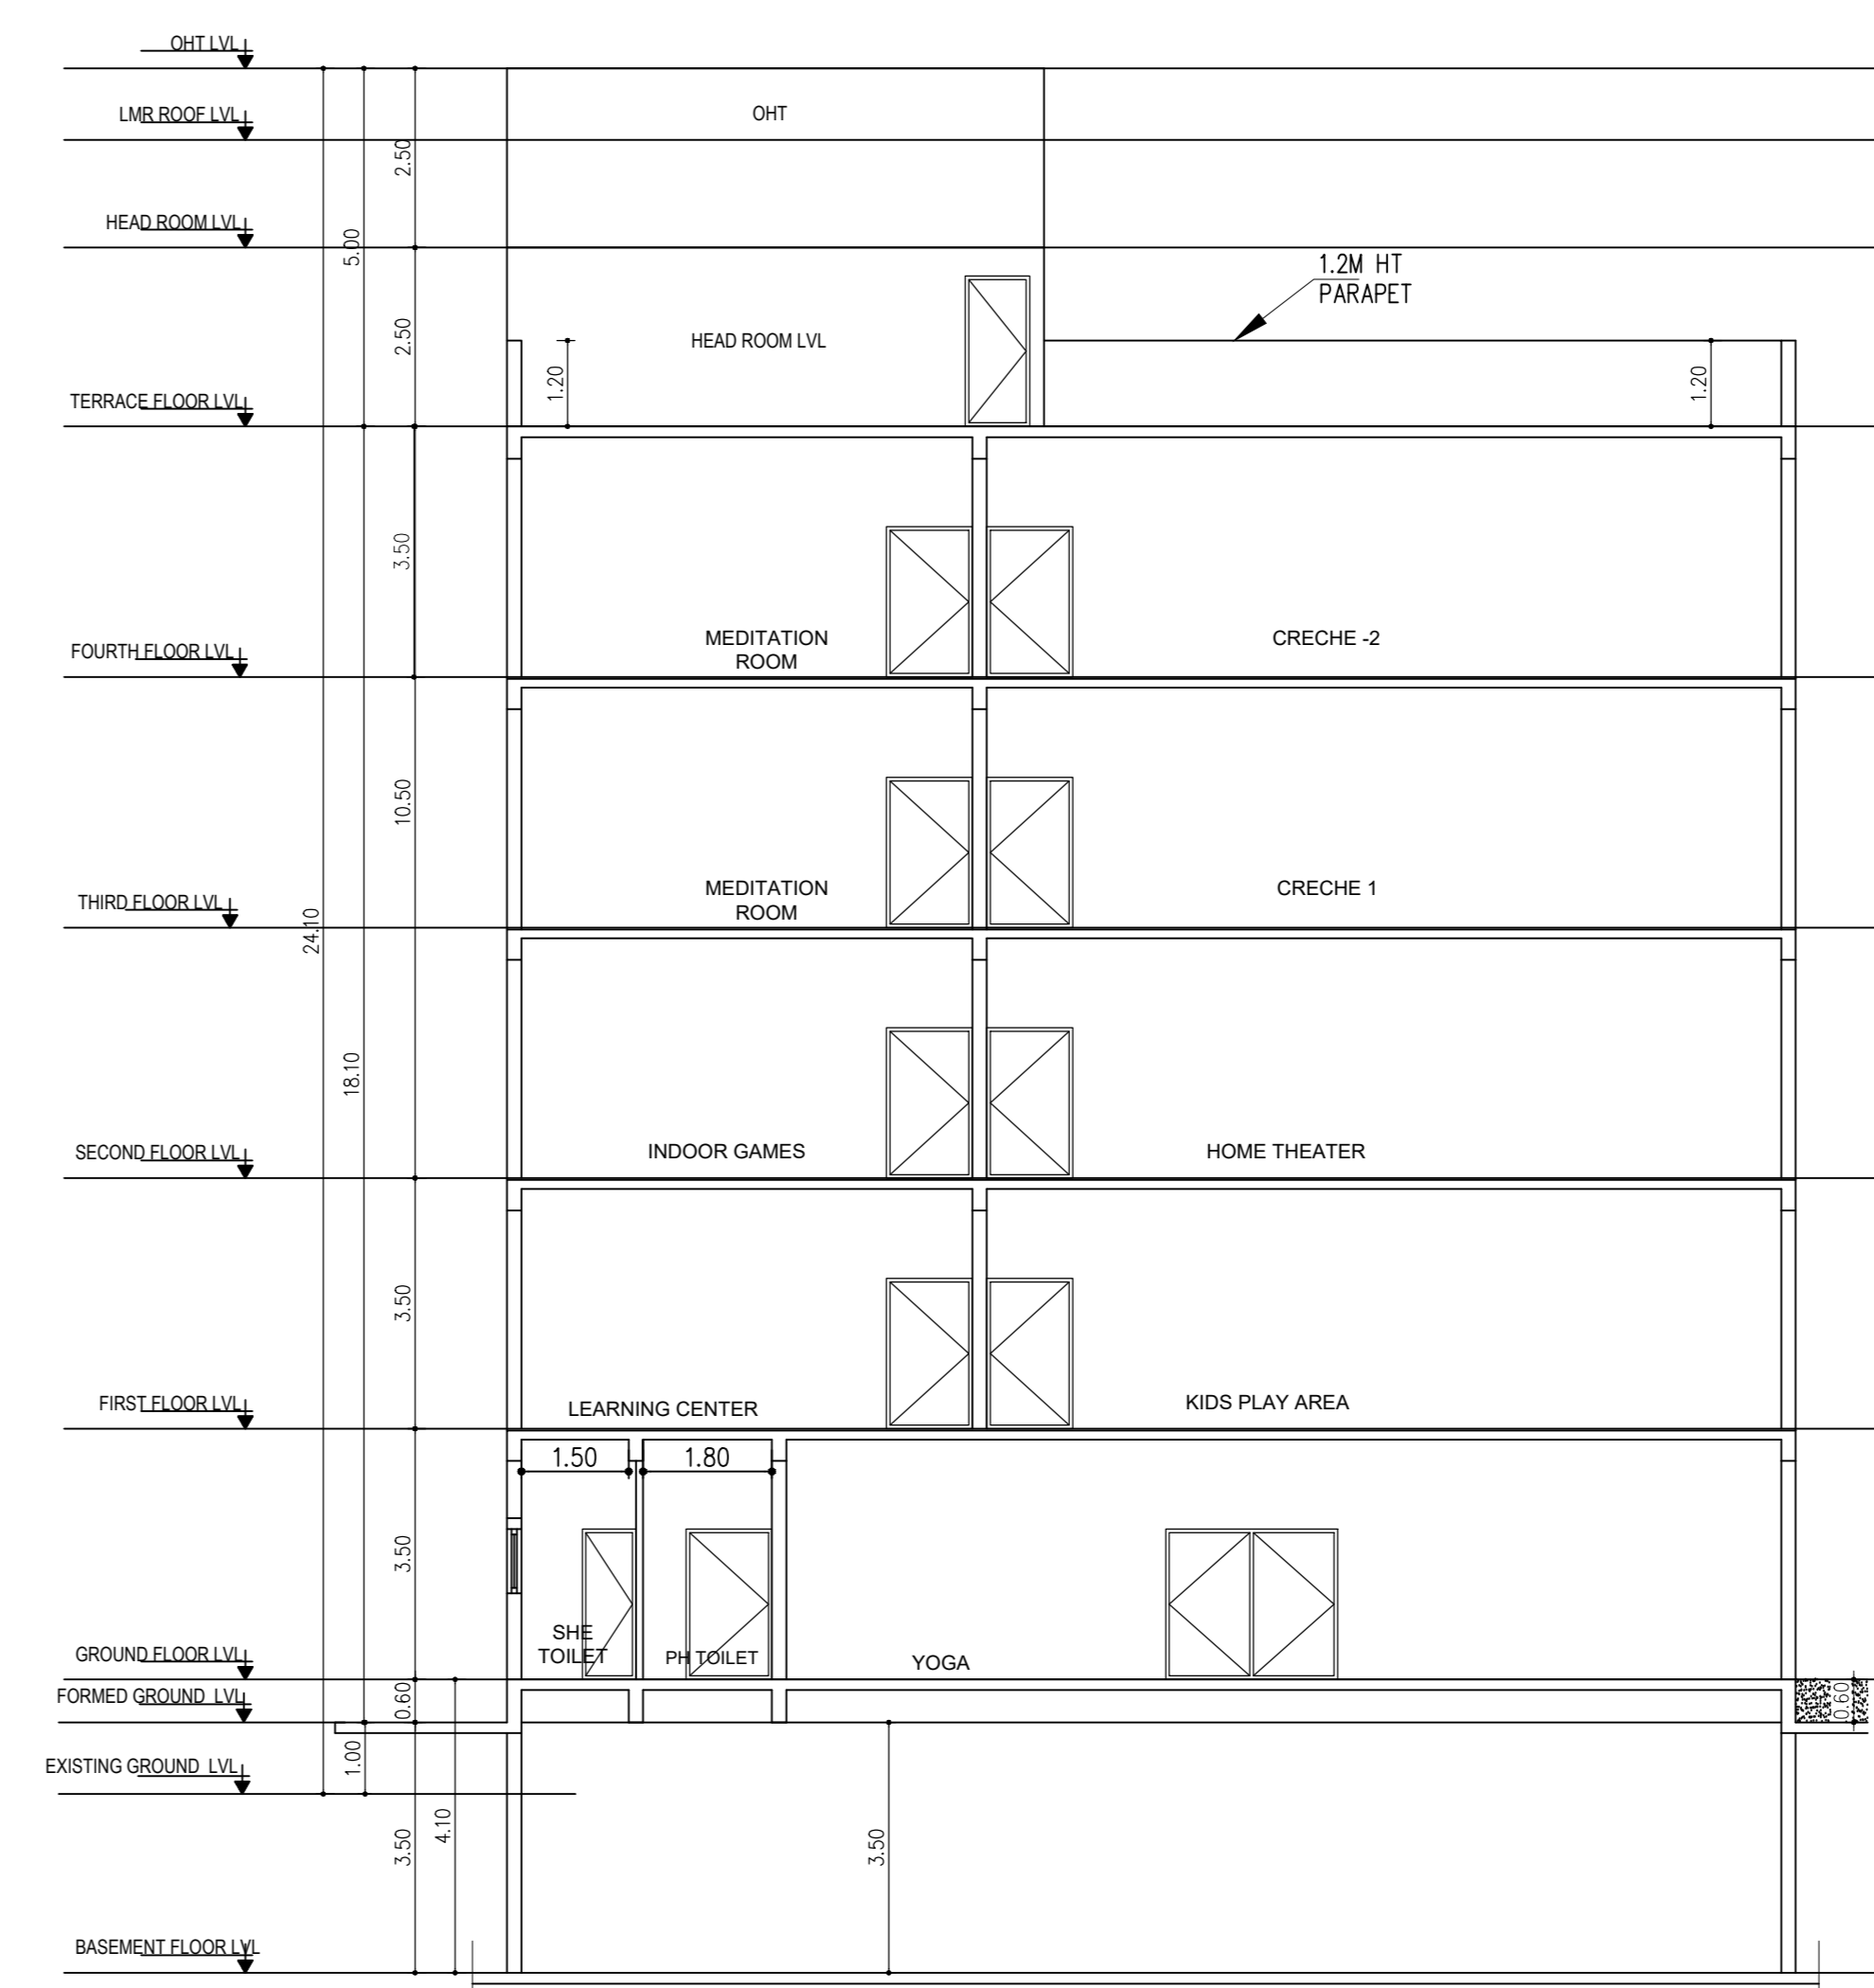 OHT LVL
OHT
LMR ROOF LVL
2.50
HEAD ROOM LVL
5.00
1.2M HT
PARAPET
2.50
HEAD ROOM LVL
1.20
1.20
TERRACE FLOOR LVL
3.50
MEDITATION
ROOM
CRECHE -2
FOURTH FLOOR LVL
10.50
MEDITATION
ROOM
CRECHE 1
THIRD FLOOR LVL
24.10
18.10
INDOOR GAMES
HOME THEATER
SECOND FLOOR LVL
3.50
LEARNING CENTER
KIDS PLAY AREA
FIRST FLOOR LVL
1.50
1.80
3.50
SHE
TOILET
PH TOILET
YOGA
GROUND FLOOR LVL
0.60
0.60
FORMED GROUND LVL
1.00
EXISTING GROUND LVL
4.10
3.50
3.50
BASEMENT FLOOR LVL